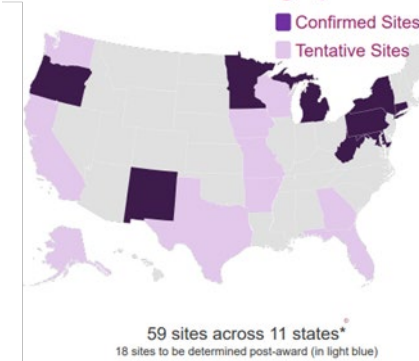 Confirmed Sites
Tentative Sites
59 sites across 11 states*
18 sites to be determined post-award (in light blue)